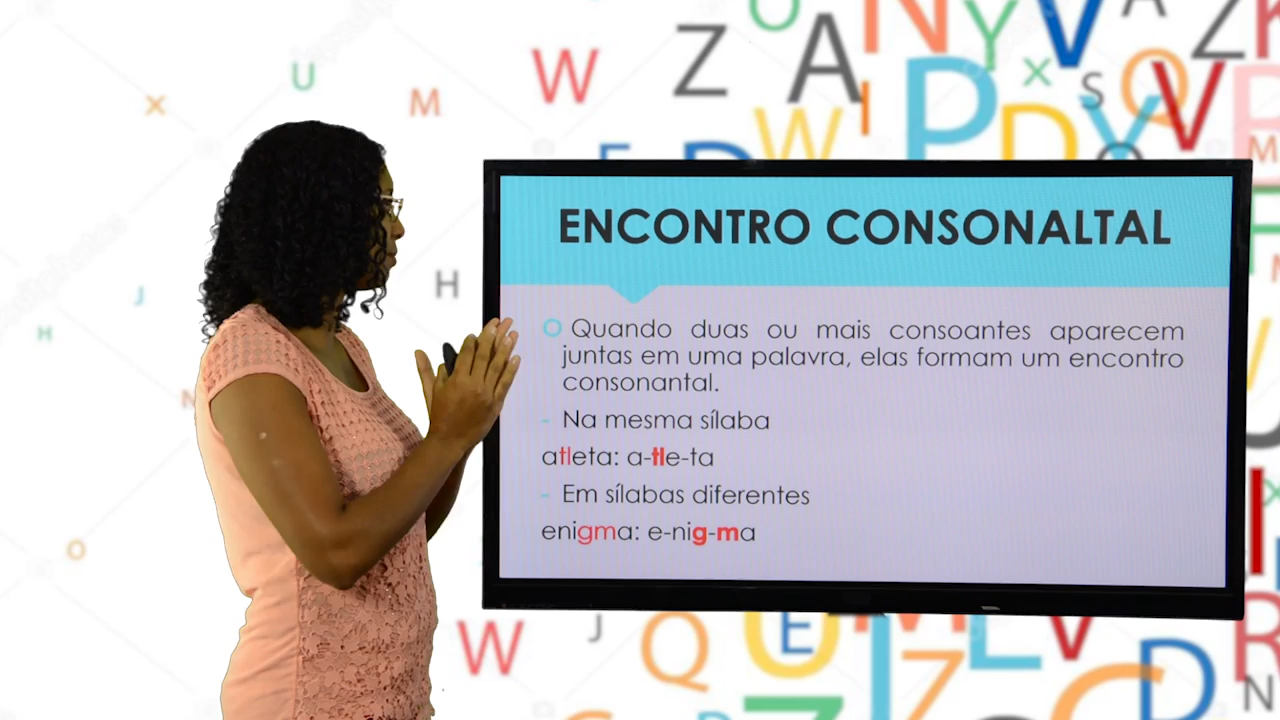 ENCONTRO CONSONALTAL
Quando duas ou mais consoantes aparecem
juntas em uma palavra, elas formam um encontro
consonantal.
- Na mesma sílaba
atleta: a-tle-ta
- Em sílabas diferentes
enigma: e-nig-ma